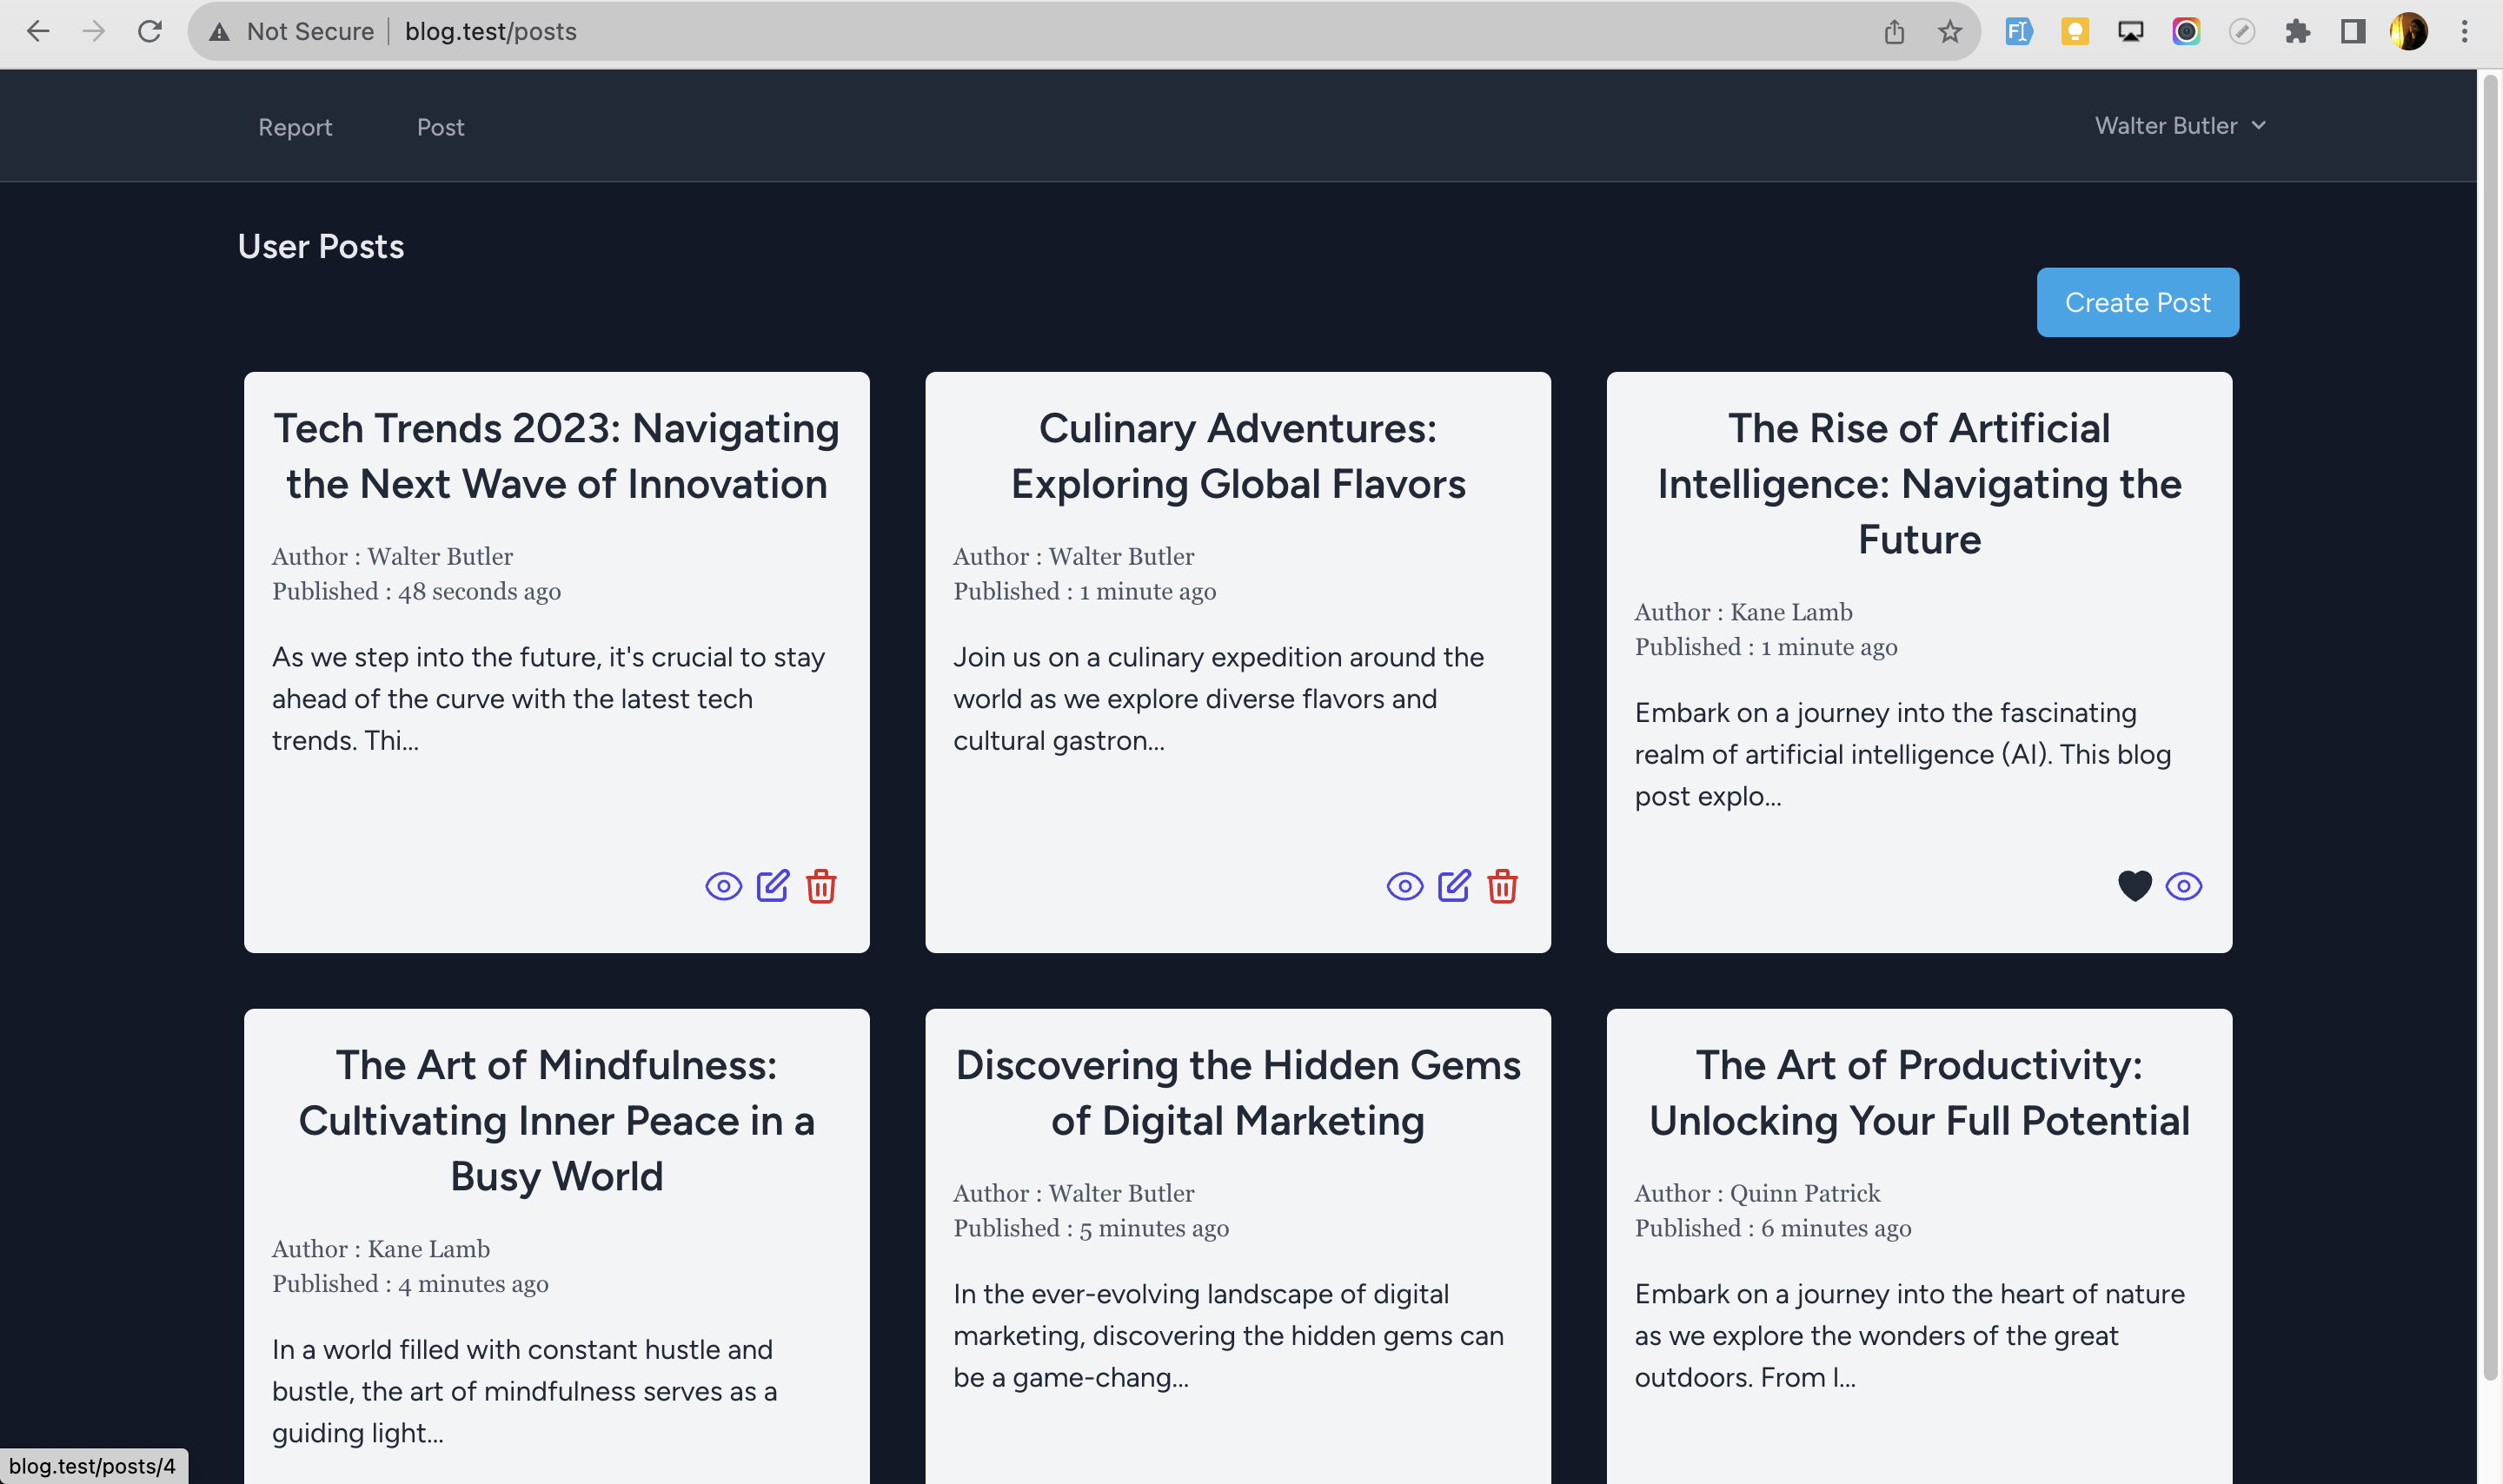 Not Secure blog.test/posts
Report Post Walter Butler
User Posts
Create Post
Tech Trends 2023: Navigating
the Next Wave of Innovation
Author : Walter Butler
Published : 48 seconds ago
As we step into the future, it's crucial to stay
ahead of the curve with the latest tech
trends. Thi...
Culinary Adventures:
Exploring Global Flavors
Author : Walter Butler
Published : 1 minute ago
Join us on a culinary expedition around the
world as we explore diverse flavors and
cultural gastron...
The Rise of Artificial
Intelligence: Navigating the
Future
Author : Kane Lamb
Published : 1 minute ago
Embark on a journey into the fascinating
realm of artificial intelligence (AI). This blog
post explo...
The Art of Mindfulness:
Cultivating Inner Peace in a
Busy World
Author : Kane Lamb
Published : 4 minutes ago
In a world filled with constant hustle and
bustle, the art of mindfulness serves as a
guiding light...
Discovering the Hidden Gems
of Digital Marketing
Author : Walter Butler
Published : 5 minutes ago
In the ever-evolving landscape of digital
marketing, discovering the hidden gems can
be a game-chang...
The Art of Productivity:
Unlocking Your Full Potential
Author : Quinn Patrick
Published : 6 minutes ago
Embark on a journey into the heart of nature
as we explore the wonders of the great
outdoors. From l...
blog.test/posts/4